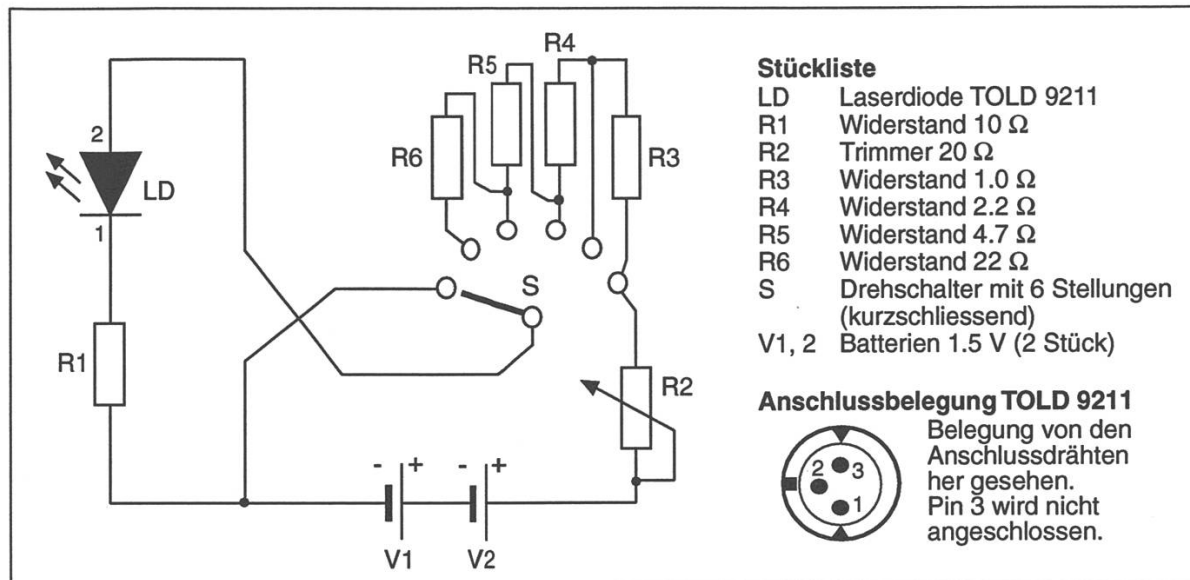 2
LD
1
R1
R6
R5
R4
R3
S
R2
- +
- +
V1
V2
Stückliste
LD Laserdiode TOLD 9211
R1 Widerstand 10 Ω
R2 Trimmer 20 Ω
R3 Widerstand 1.0 Ω
R4 Widerstand 2.2 Ω
R5 Widerstand 4.7 Ω
R6 Widerstand 22 Ω
S Drehschalter mit 6 Stellungen
(kurzschliessend)
V1, 2 Batterien 1.5 V (2 Stück)
Anschlussbelegung TOLD 9211
2
3
1
Belegung von den
Anschlussdrähten
her gesehen.
Pin 3 wird nicht
angeschlossen.